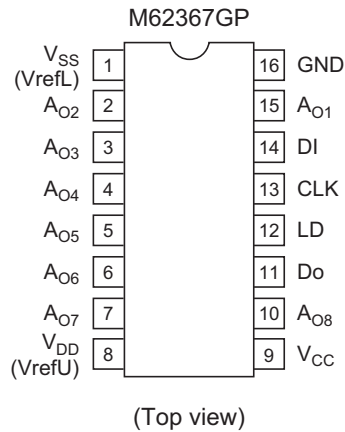 M62367GP
VSS 1 16 GND
(VrefL)
AO2 2 15 AO1
AO3 3 14 DI
AO4 4 13 CLK
AO5 5 12 LD
AO6 6 11 Do
AO7 7 10 AO8
VDD 8 9 VCC
(VrefU)
(Top view)